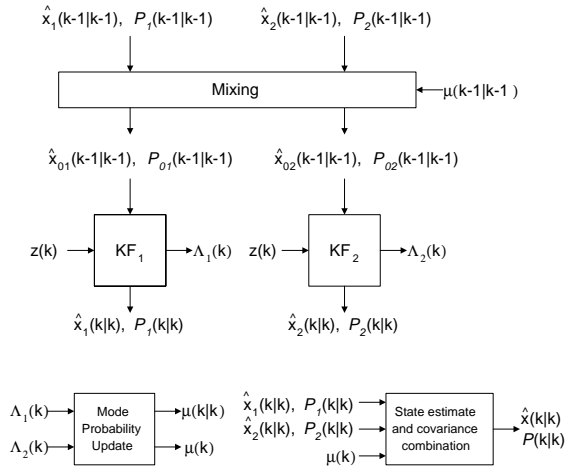 x̂₁(k-1|k-1), P₁(k-1|k-1) x̂₂(k-1|k-1), P₂(k-1|k-1)
Mixing
μ(k-1|k-1)
x̂₀₁(k-1|k-1), P₀₁(k-1|k-1) x̂₀₂(k-1|k-1), P₀₂(k-1|k-1)
z(k) KF₁ Λ₁(k) z(k) KF₂ Λ₂(k)
x̂₁(k|k), P₁(k|k) x̂₂(k|k), P₂(k|k)
Λ₁(k)
Λ₂(k)
Mode
Probability
Update
μ(k|k)
μ(k)
x̂₁(k|k), P₁(k|k)
x̂₂(k|k), P₂(k|k)
μ(k)
State estimate
and covariance
combination
x̂(k|k)
P(k|k)